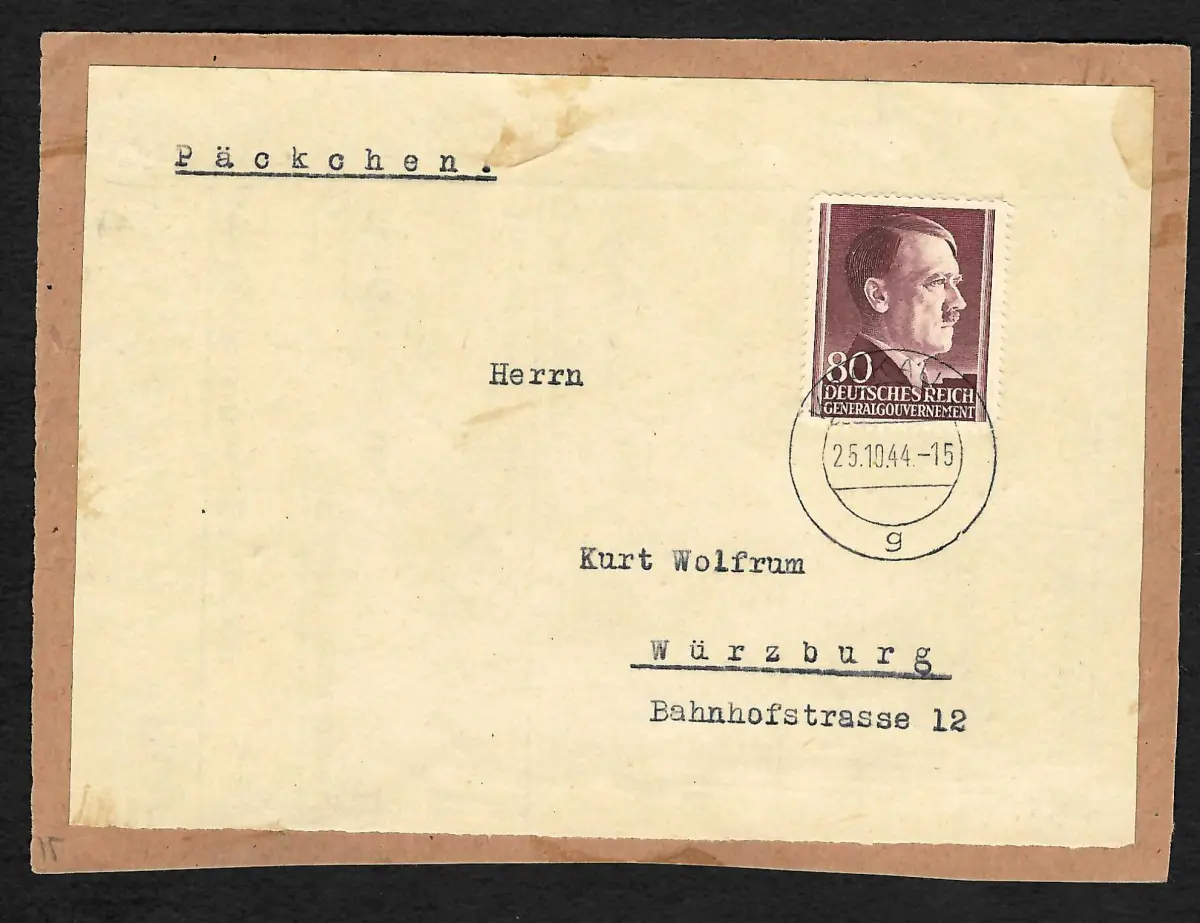 Päckchen.
80
DEUTSCHES REICH
GENERALGOUVERNEMENT
25.10.44.-15
g
Herrn
Kurt Wolfrum
Würzburg
Bahnhofstrasse 12